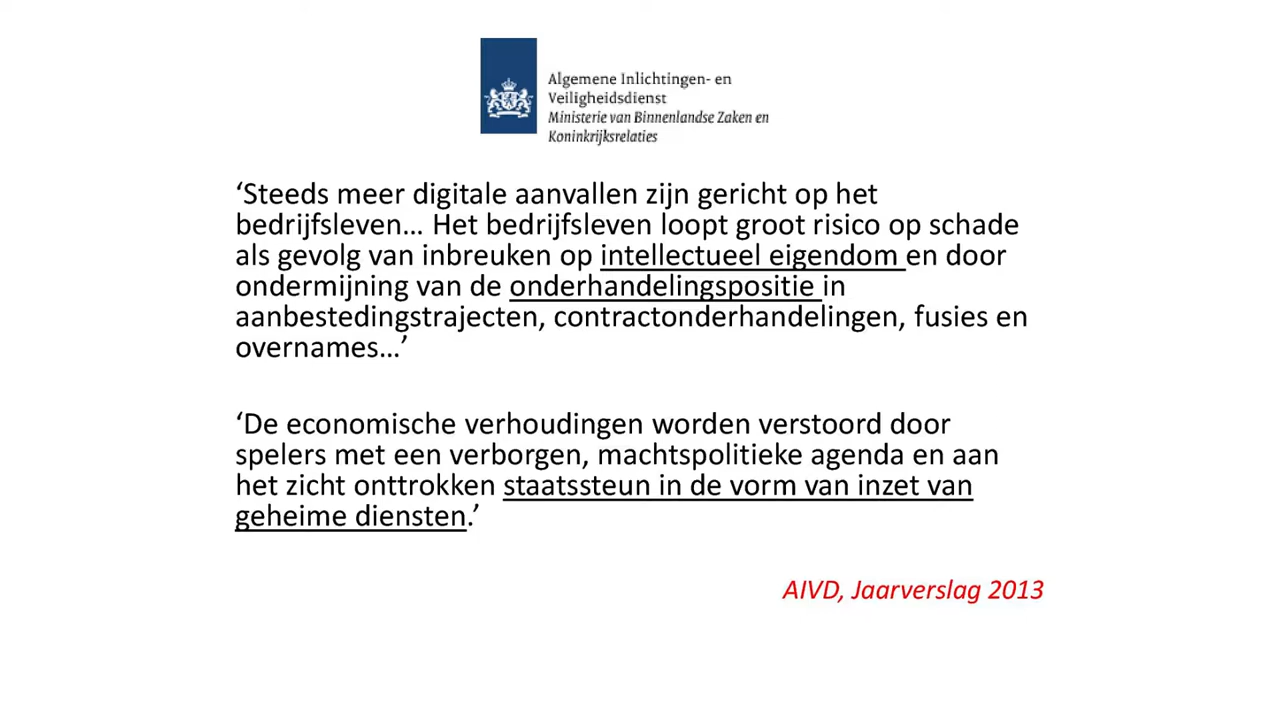 Algemene Inlichtingen- en
Veiligheidsdienst
Ministerie van Binnenlandse Zaken en
Koninkrijksrelaties
‘Steeds meer digitale aanvallen zijn gericht op het
bedrijfsleven… Het bedrijfsleven loopt groot risico op schade
als gevolg van inbreuken op intellectueel eigendom en door
ondermijning van de onderhandelingspositie in
aanbestedingstrajecten, contractonderhandelingen, fusies en
overnames…’
‘De economische verhoudingen worden verstoord door
spelers met een verborgen, machtspolitieke agenda en aan
het zicht onttrokken staatssteun in de vorm van inzet van
geheime diensten.’
AIVD, Jaarverslag 2013